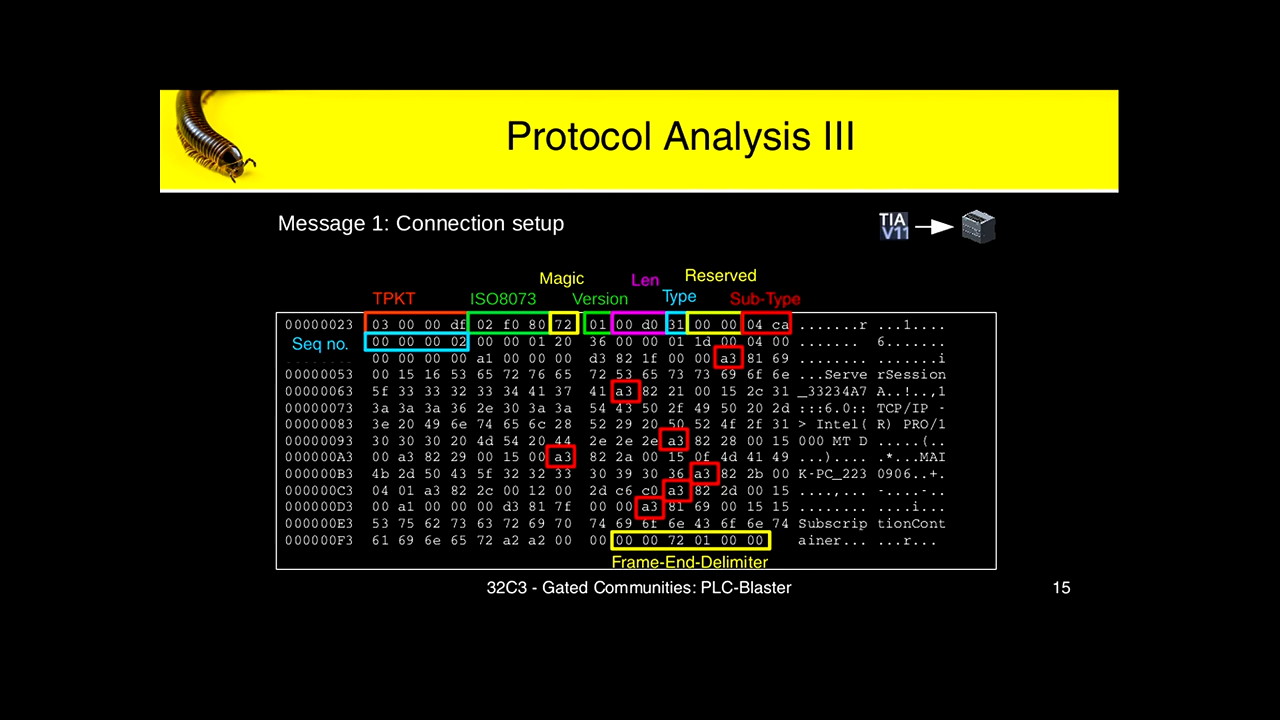 Protocol Analysis III
Message 1: Connection setup
TIA
V11
Magic
Len
Reserved
TPKT
ISO8073
Version
Type
Sub-Type
00000023 03 00 00 df 02 f0 80 72 01 00 d0 31 00 00 04 ca .......r ...1....
Seq no. 00 00 00 02 00 00 01 20 36 00 00 01 1d 00 04 00 ....... 6.......
00 00 00 00 a1 00 00 00 d3 82 1f 00 00 a3 81 69 ........ .......i
00000053 00 15 16 53 65 72 76 65 72 53 65 73 73 69 6f 6e ...Serve rSession
00000063 5f 33 33 32 33 34 41 37 41 a3 82 21 00 15 2c 31 _33234A7 A..!..,1
00000073 3a 3a 3a 36 2e 30 3a 3a 54 43 50 2f 49 50 20 2d :::6.0:: TCP/IP -
00000083 3e 20 49 6e 74 65 6c 28 52 29 20 50 52 4f 2f 31 > Intel( R) PRO/1
00000093 30 30 30 20 4d 54 20 44 2e 2e 2e a3 82 28 00 15 000 MT D .....(..
000000A3 00 a3 82 29 00 15 00 a3 82 2a 00 15 0f 4d 41 49 ...).... .*...MAI
000000B3 4b 2d 50 43 5f 32 32 33 30 39 30 36 a3 82 2b 00 K-PC_223 0906..+.
000000C3 04 01 a3 82 2c 00 12 00 2d c6 c0 a3 82 2d 00 15 ....,... -....-..
000000D3 00 a1 00 00 00 d3 81 7f 00 00 a3 81 69 00 15 15 ........ ....i...
000000E3 53 75 62 73 63 72 69 70 74 69 6f 6e 43 6f 6e 74 Subscrip tionCont
000000F3 61 69 6e 65 72 a2 a2 00 00 00 00 72 01 00 00 ainer... ...r...
Frame-End-Delimiter
32C3 - Gated Communities: PLC-Blaster
15